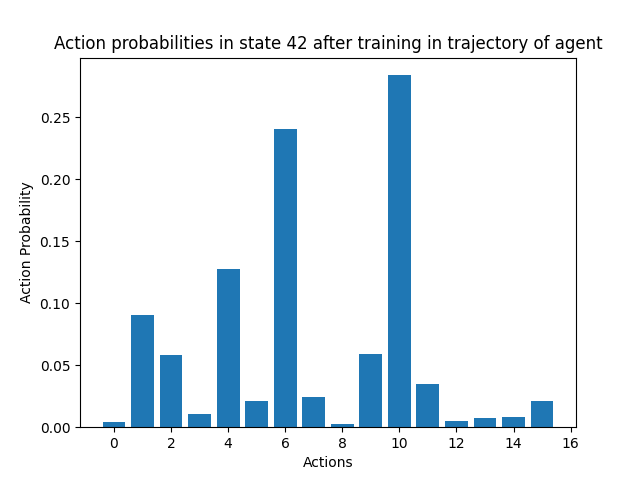 Action probabilities in state 42 after training in trajectory of agent
0.25
0.20
0.15
0.10
0.05
0.00
Action Probability
0 2 4 6 8 10 12 14 16
Actions